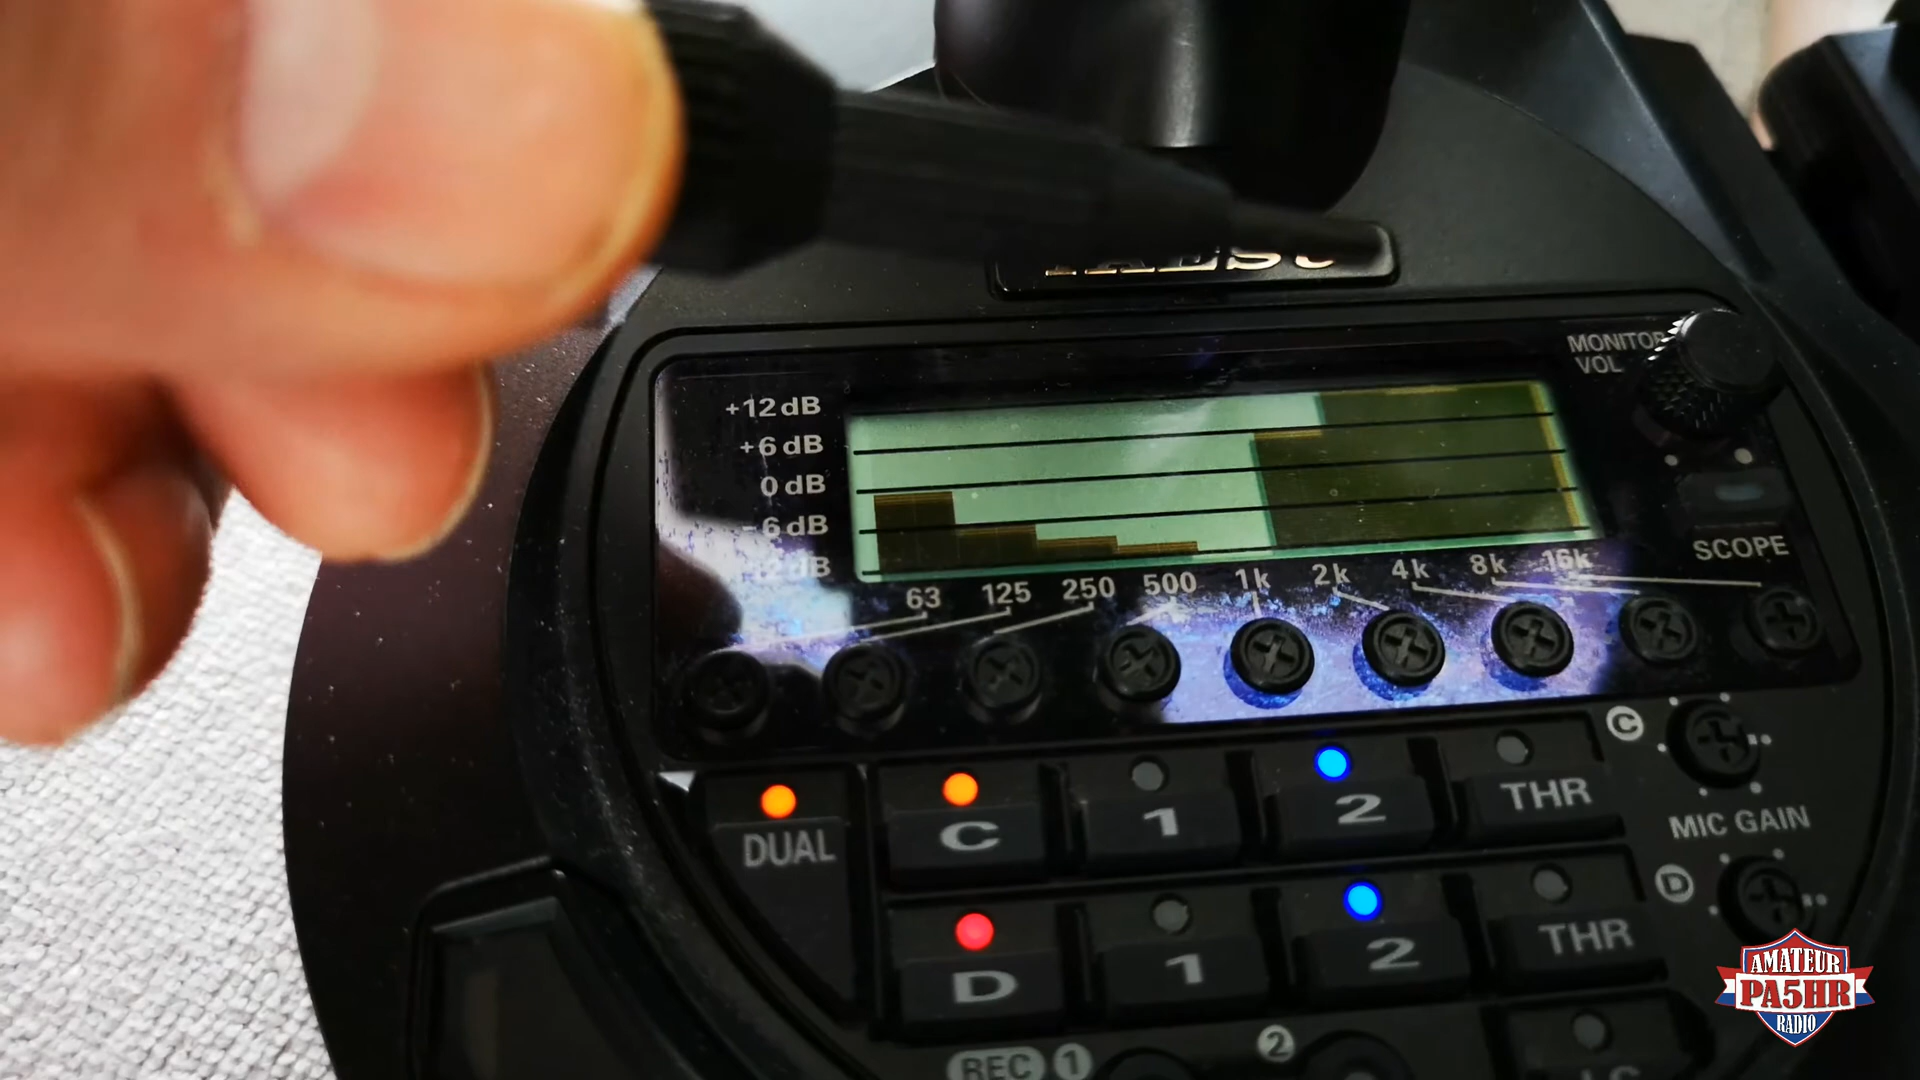 YAESU
MONITOR
VOL
+12dB
+6dB
0dB
-6dB
63 125 250 500 1k 2k 4k 8k 16k
SCOPE
DUAL C 1 2 THR
C
MIC GAIN
D
D 1 2 THR
REC 1 2
AMATEUR
PA5HR
RADIO